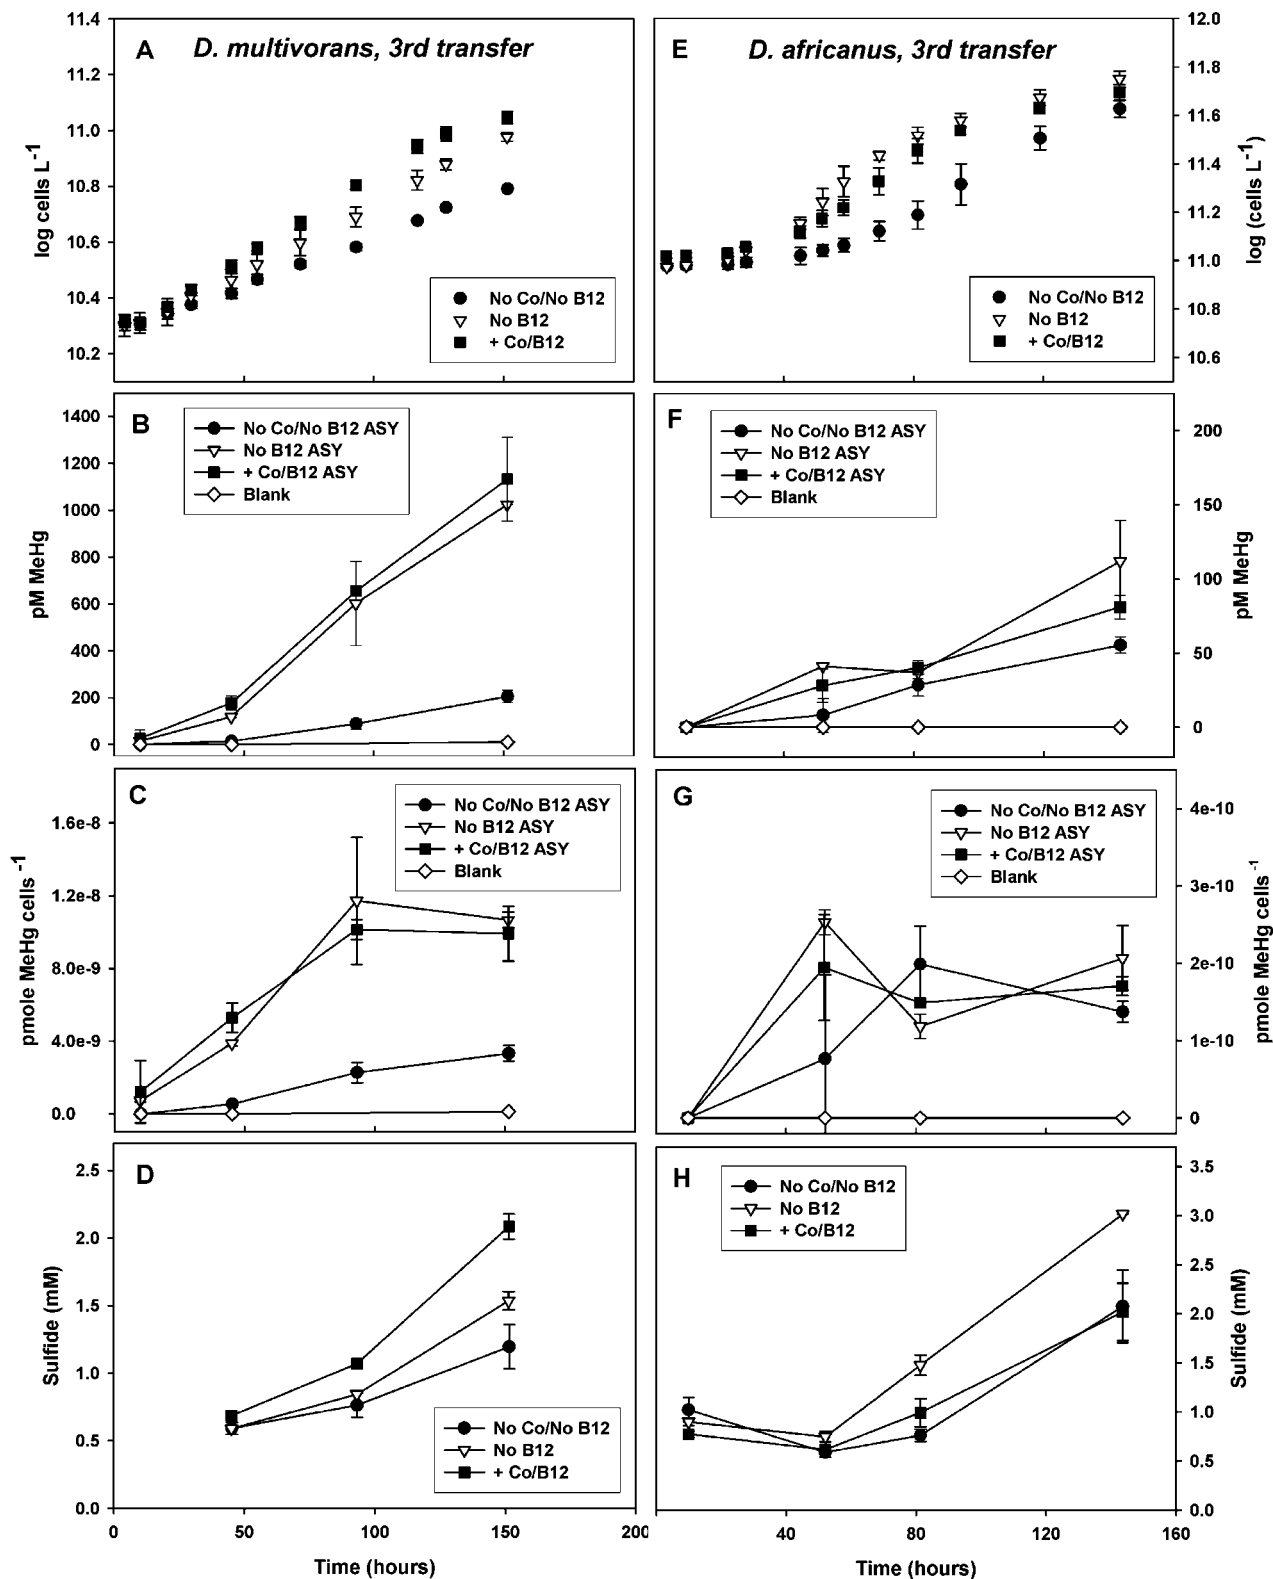 A
D. multivorans, 3rd transfer
log cells L-1
11.4
11.2
11.0
10.8
10.6
10.4
10.2
No Co/No B12
No B12
+ Co/B12
E
D. africanus, 3rd transfer
log (cells L-1)
12.0
11.8
11.6
11.4
11.2
11.0
10.8
10.6
No Co/No B12
No B12
+ Co/B12
B
pM MeHg
1400
1200
1000
800
600
400
200
0
No Co/No B12 ASY
No B12 ASY
+ Co/B12 ASY
Blank
F
pM MeHg
200
150
100
50
0
No Co/No B12 ASY
No B12 ASY
+ Co/B12 ASY
Blank
C
pmole MeHg cells -1
1.6e-8
1.2e-8
8.0e-9
4.0e-9
0.0
No Co/No B12 ASY
No B12 ASY
+ Co/B12 ASY
Blank
G
pmole MeHg cells-1
4e-10
3e-10
2e-10
1e-10
0
No Co/No B12 ASY
No B12 ASY
+ Co/B12 ASY
Blank
D
Sulfide (mM)
2.5
2.0
1.5
1.0
0.5
0.0
No Co/No B12
No B12
+ Co/B12
0 50 100 150 200
Time (hours)
H
Sulfide (mM)
3.5
3.0
2.5
2.0
1.5
1.0
0.5
0.0
No Co/No B12
No B12
+ Co/B12
40 80 120 160
Time (hours)